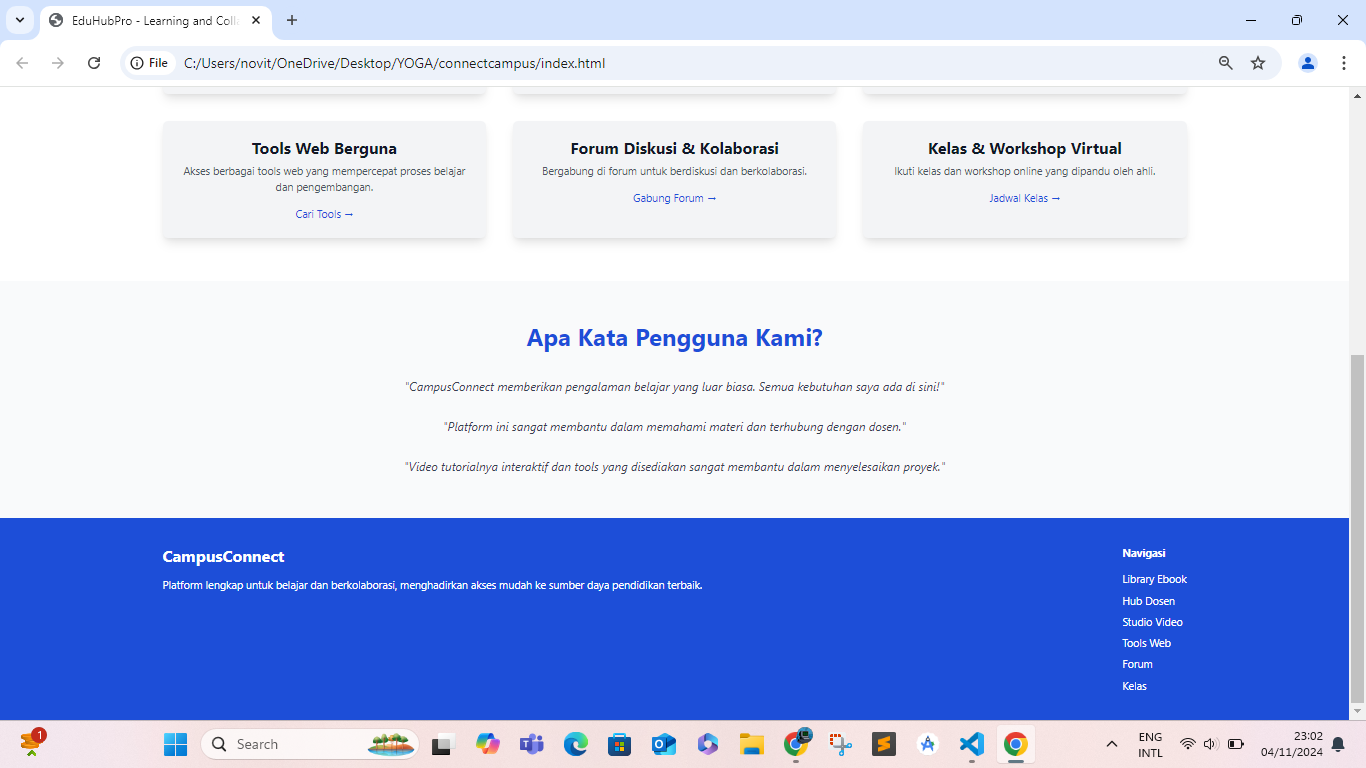 EduHubPro - Learning and Colla
File
C:/Users/novit/OneDrive/Desktop/YOGA/connectcampus/index.html
Tools Web Berguna
Akses berbagai tools web yang mempercepat proses belajar
dan pengembangan.
Cari Tools →
Forum Diskusi & Kolaborasi
Bergabung di forum untuk berdiskusi dan berkolaborasi.
Gabung Forum →
Kelas & Workshop Virtual
Ikuti kelas dan workshop online yang dipandu oleh ahli.
Jadwal Kelas →
Apa Kata Pengguna Kami?
"CampusConnect memberikan pengalaman belajar yang luar biasa. Semua kebutuhan saya ada di sini!"
"Platform ini sangat membantu dalam memahami materi dan terhubung dengan dosen."
"Video tutorialnya interaktif dan tools yang disediakan sangat membantu dalam menyelesaikan proyek."
CampusConnect
Platform lengkap untuk belajar dan berkolaborasi, menghadirkan akses mudah ke sumber daya pendidikan terbaik.
Navigasi
Library Ebook
Hub Dosen
Studio Video
Tools Web
Forum
Kelas
1
Search
ENG
INTL
23:02
04/11/2024